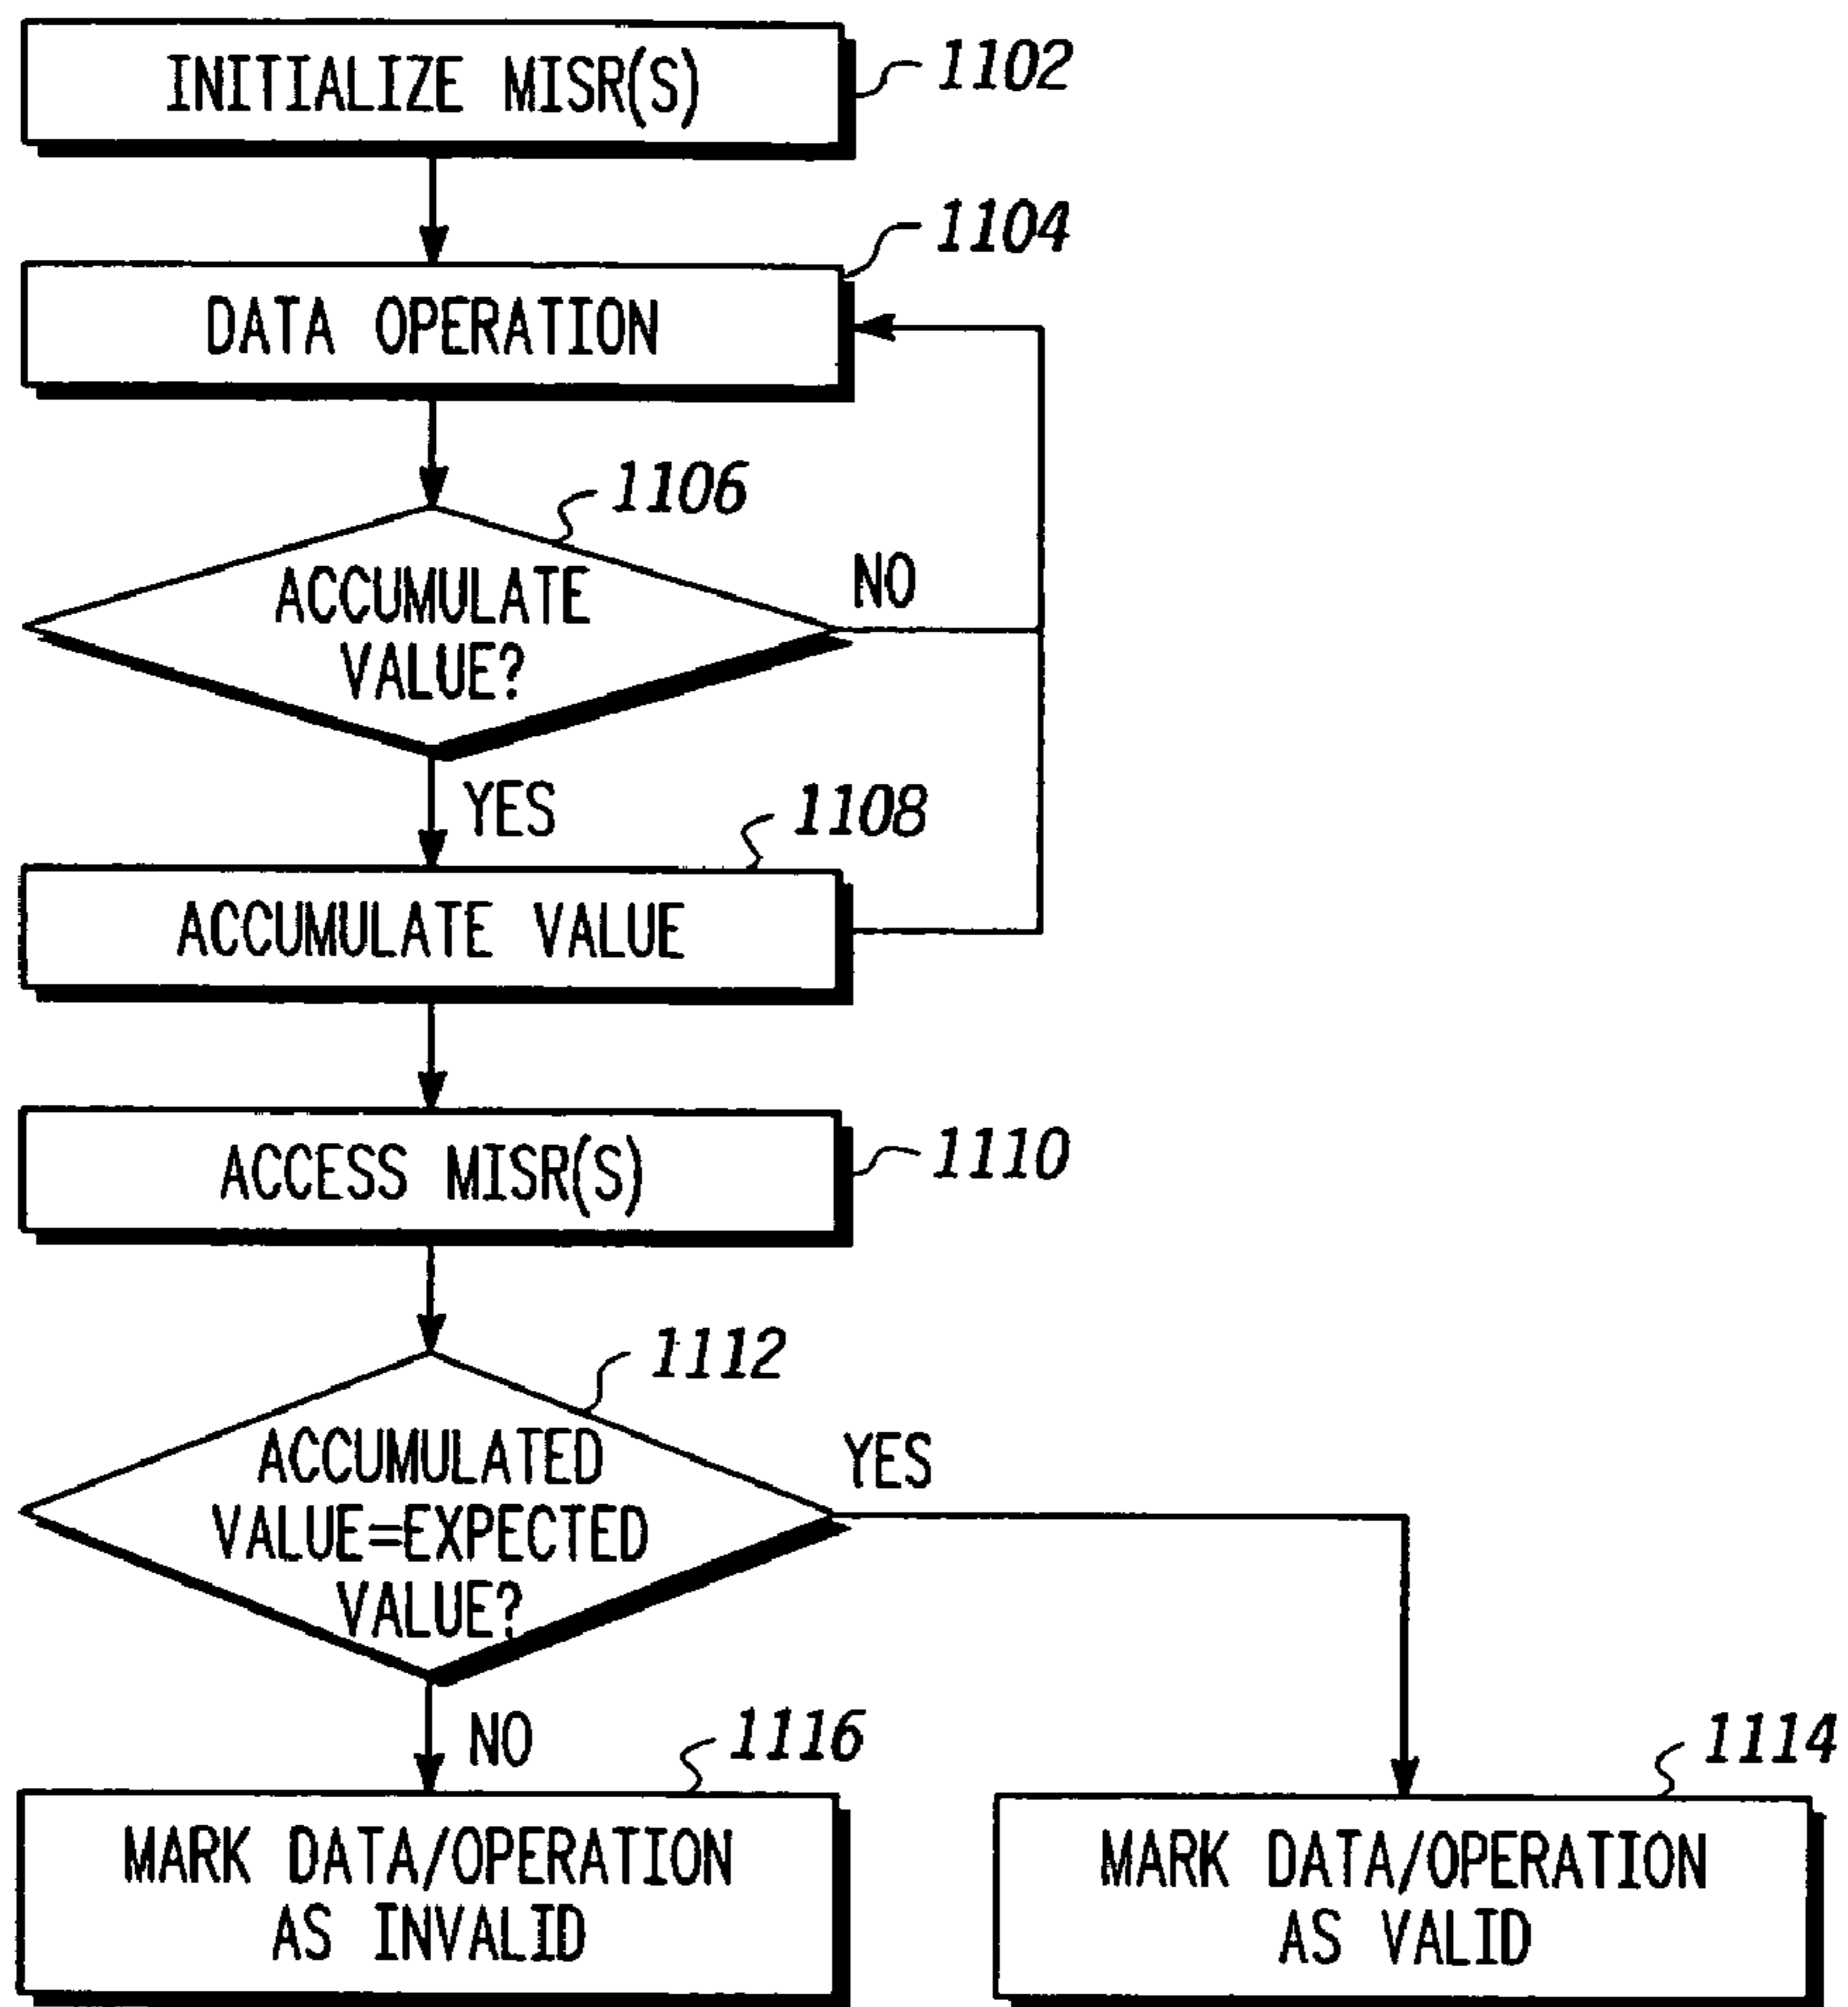 INITIALIZE MISR(S)
1102
1104
DATA OPERATION
1106
ACCUMULATE
VALUE?
NO
YES
1108
ACCUMULATE VALUE
ACCESS MISR(S)
1110
1112
ACCUMULATED
VALUE=EXPECTED
VALUE?
YES
NO
1116
MARK DATA/OPERATION
AS INVALID
1114
MARK DATA/OPERATION
AS VALID